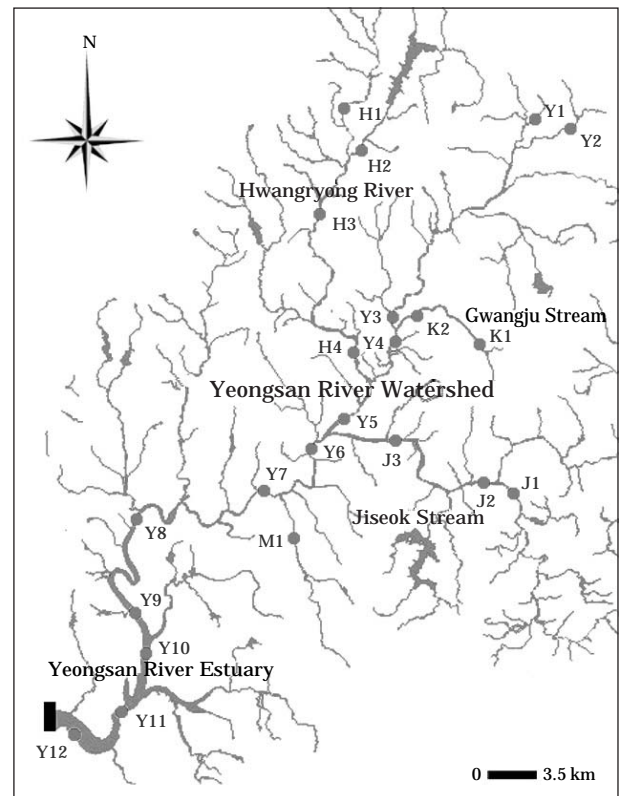 N
H1
Y1
Y2
H2
Hwangryong River
H3
Y3
K2
Gwangju Stream
Y4
K1
H4
Yeongsan River Watershed
Y5
Y6
J3
Y7
J2
J1
Jiseok Stream
Y8
M1
Y9
Y10
Yeongsan River Estuary
Y11
Y12
0 3.5 km